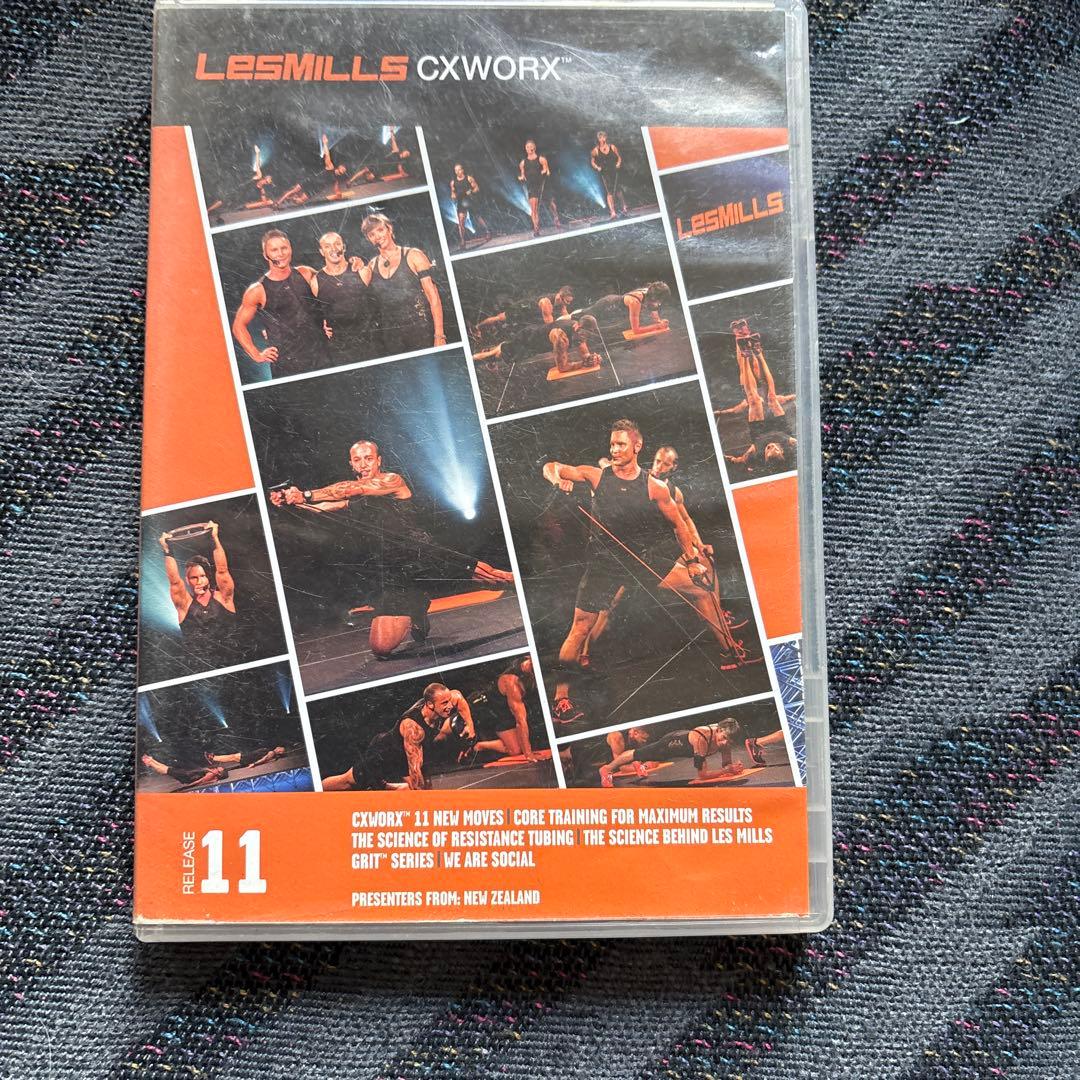 LESMILLS CXWORX™
LESMILLS
RELEASE 11
CXWORX™ 11 NEW MOVES | CORE TRAINING FOR MAXIMUM RESULTS
THE SCIENCE OF RESISTANCE TUBING | THE SCIENCE BEHIND LES MILLS
GRIT™ SERIES | WE ARE SOCIAL
PRESENTERS FROM: NEW ZEALAND